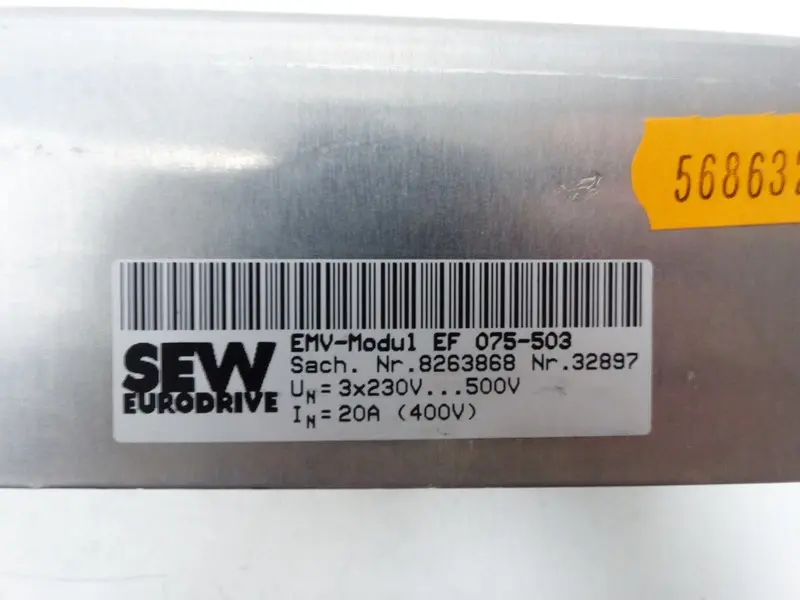 568632
EMV-Modul EF 075-503
SEW
EURODRIVE
Sach. Nr.8263868 Nr.32897
UN = 3x230V...500V
IN = 20A (400V)